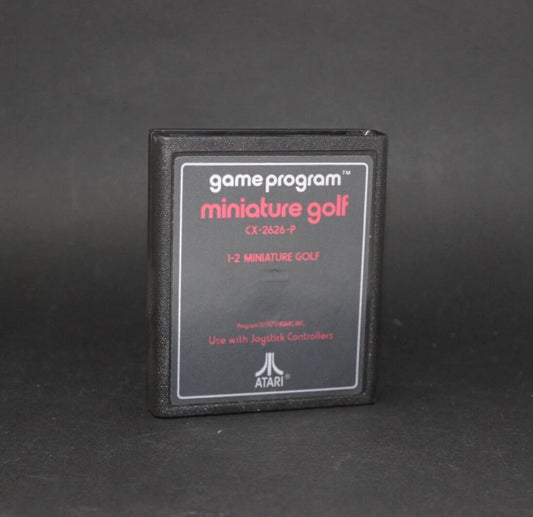 game program™
miniature golf
CX-2626-P
1-2 MINIATURE GOLF
Program ©1979 ATARI, INC.
Use with Joystick Controllers
ATARI®